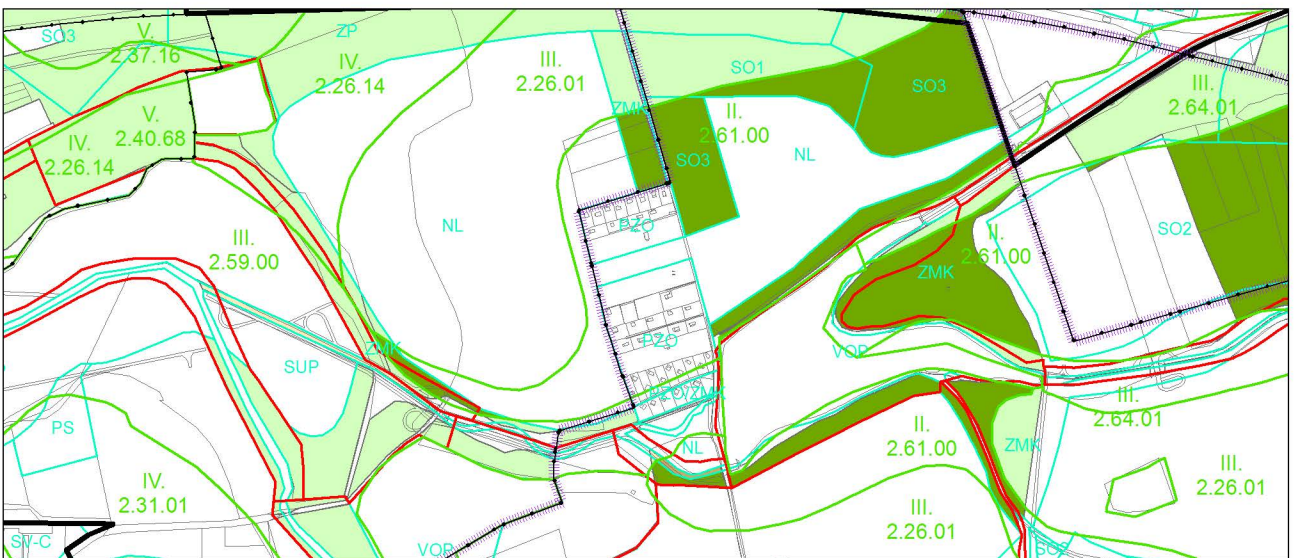 SO3
V.
2.37.16
ZP
IV.
2.26.14
III.
2.26.01
SO1
SO3
III.
2.64.01
V.
2.40.68
IV.
2.26.14
ZMK
II.
2.61.00
SO3
NL
III.
2.59.00
NL
PZO
II.
2.61.00
SO2
ZMK
SUP
ZMK
PZO
VOP
PZO/ZMK
PS
III.
2.64.01
II.
2.61.00
NL
ZMK
IV.
2.31.01
III.
2.26.01
III.
2.26.01
SV-C
VOP